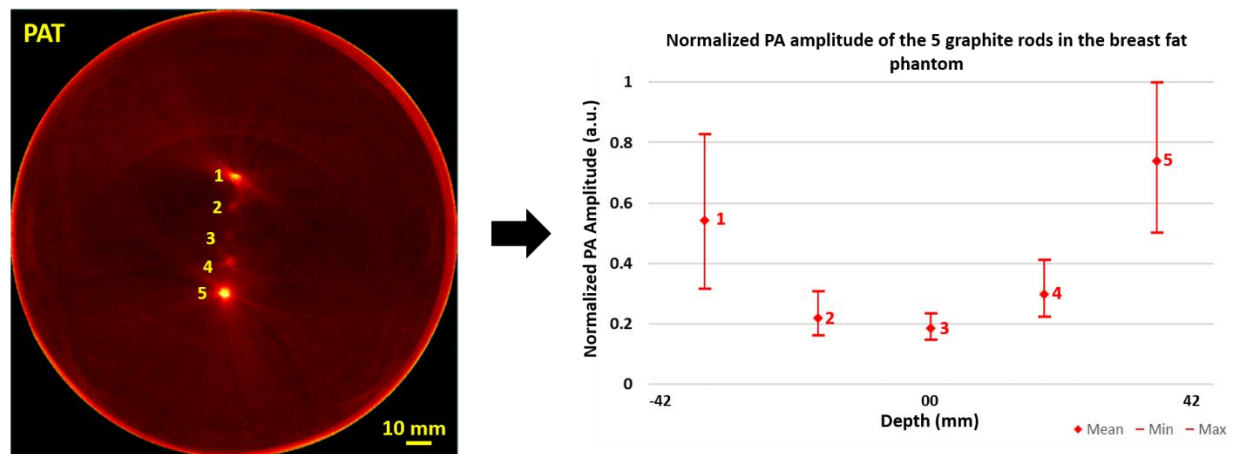 PAT
1
2
3
4
5
10 mm
Normalized PA amplitude of the 5 graphite rods in the breast fat
phantom
Normalized PA Amplitude (a.u.)
1
0.8
0.6
0.4
0.2
0
1
2
3
4
5
-42
00
42
Depth (mm)
Mean
Min
Max